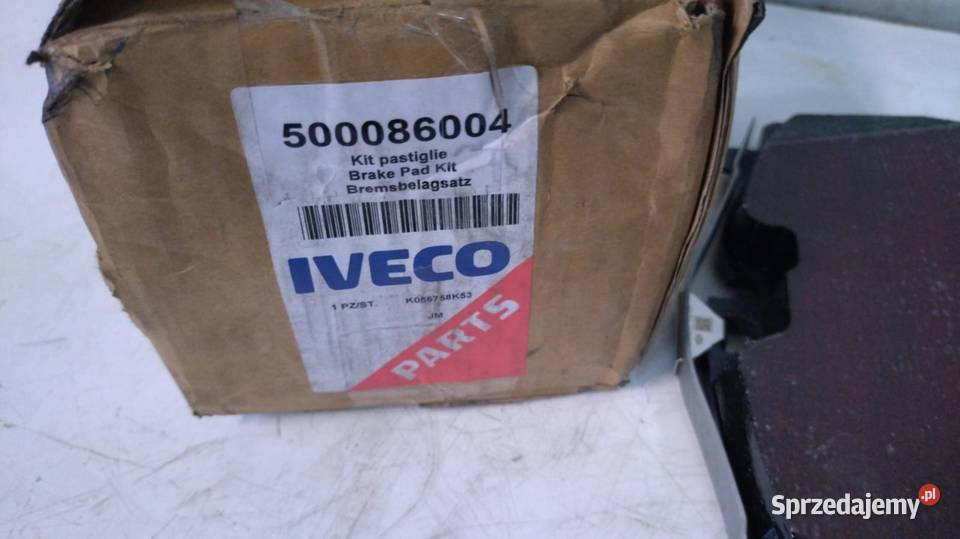 500086004
Kit pastiglie
Brake Pad Kit
Bremsbelagsatz
IVECO
1 PZ/ST. K056758K53
JM
PARTS
Sprzedajemy.pl